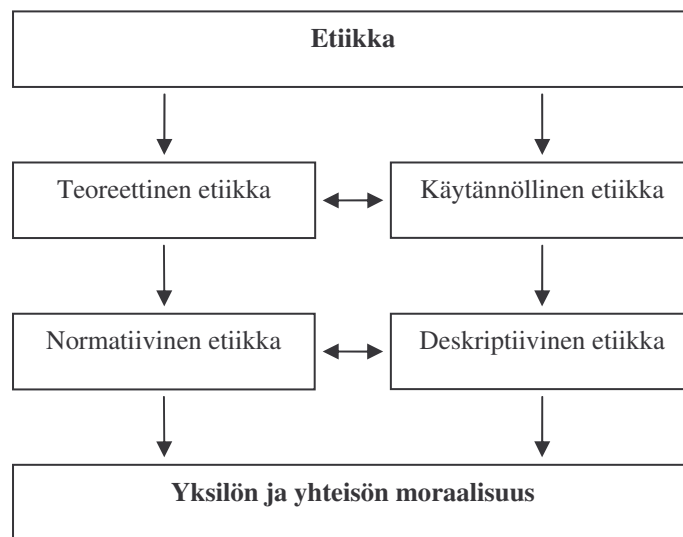 Etiikka
Teoreettinen etiikka
Käytännöllinen etiikka
Normatiivinen etiikka
Deskriptiivinen etiikka
Yksilön ja yhteisön moraalisuus